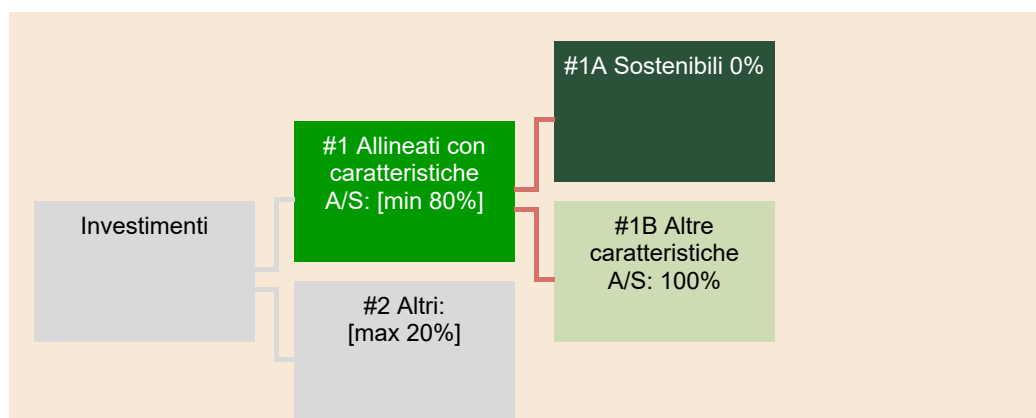 Investimenti
#1 Allineati con
caratteristiche
A/S: [min 80%]
#2 Altri:
[max 20%]
#1A Sostenibili 0%
#1B Altre
caratteristiche
A/S: 100%